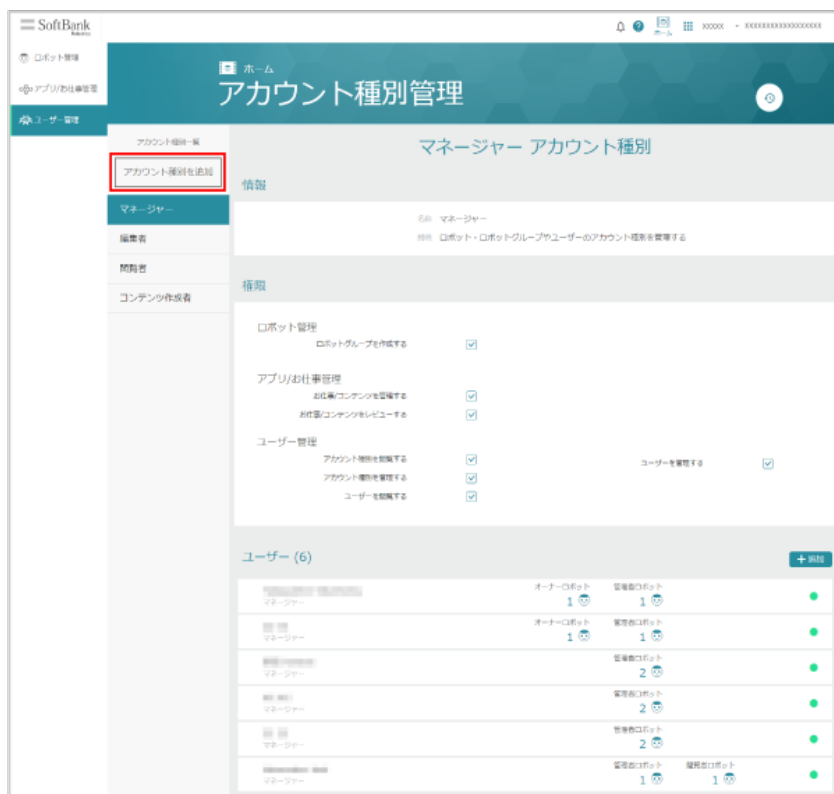 SoftBank
Robotics
ホーム
xxxxx
ロボット管理
アプリ/お仕事管理
ユーザー管理
ホーム
アカウント種別管理
アカウント種別一覧
アカウント種別を追加
マネージャー
編集者
閲覧者
コンテンツ作成者
マネージャー アカウント種別
情報
名称 マネージャー
ロボット・ロボットグループやユーザーのアカウント種別を管理する
権限
ロボット管理
ロボットグループを作成する
アプリ/お仕事管理
お仕事/コンテンツを管理する
お仕事/コンテンツをレビューする
ユーザー管理
アカウント種別を閲覧する
ユーザーを管理する
アカウント種別を管理する
ユーザーを閲覧する
ユーザー (6)
+ 追加
オーナーロボット 管理者ロボット
マネージャー 1 1
オーナーロボット 管理者ロボット
マネージャー 1 1
管理者ロボット
マネージャー 2
管理者ロボット
マネージャー 2
管理者ロボット
マネージャー 2
管理者ロボット 閲覧者ロボット
マネージャー 1 1